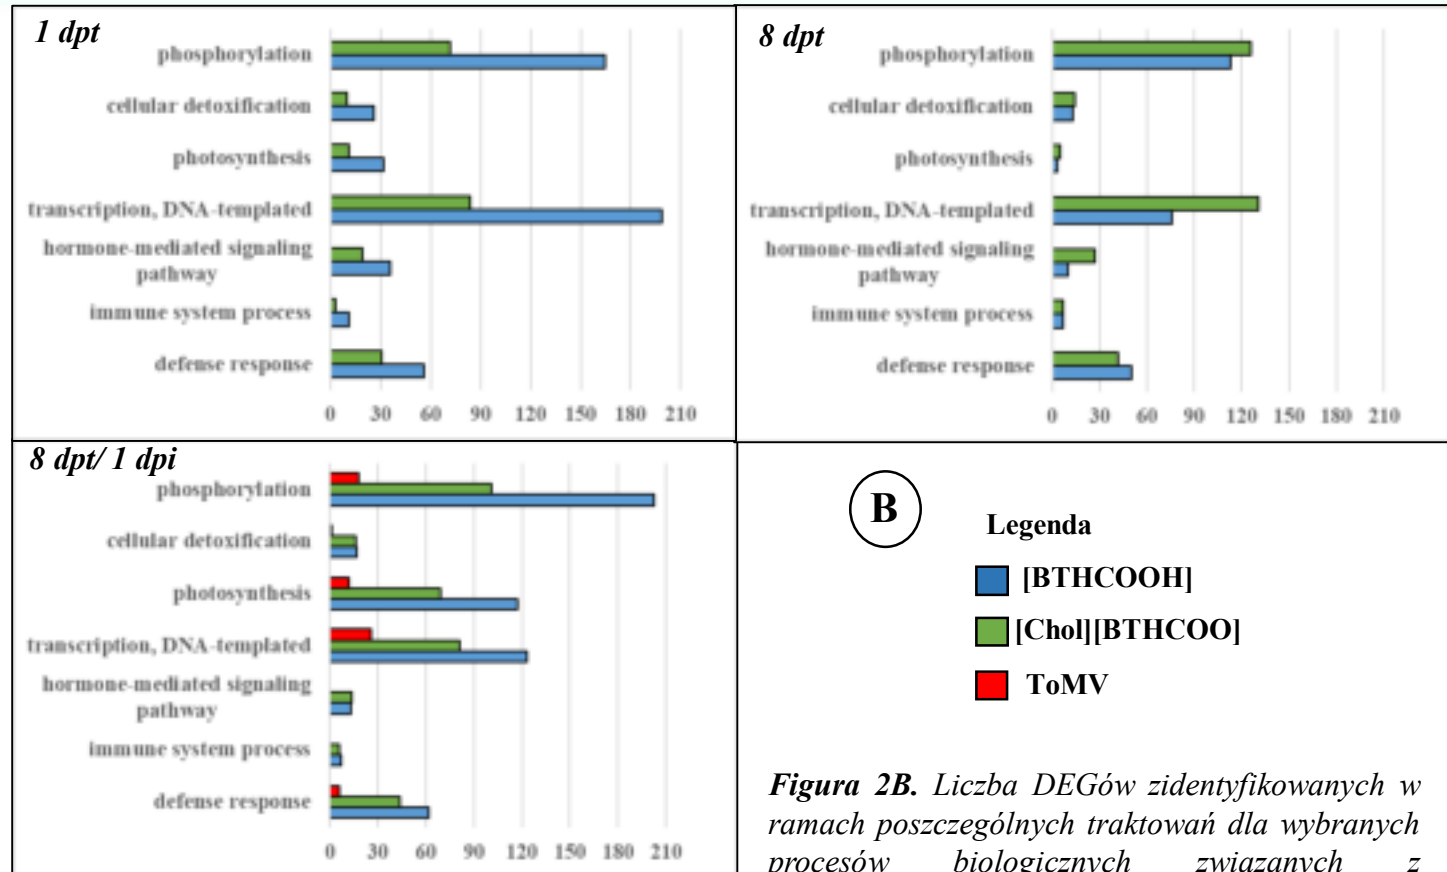 1 dpt
phosphorylation
cellular detoxification
photosynthesis
transcription, DNA-templated
hormone-mediated signaling
pathway
immune system process
defense response
0 30 60 90 120 150 180 210
8 dpt
phosphorylation
cellular detoxification
photosynthesis
transcription, DNA-templated
hormone-mediated signaling
pathway
immune system process
defense response
0 30 60 90 120 150 180 210
8 dpt/ 1 dpi
phosphorylation
cellular detoxification
photosynthesis
transcription, DNA-templated
hormone-mediated signaling
pathway
immune system process
defense response
0 30 60 90 120 150 180 210
B
Legenda
[BTHCOOH]
[Chol][BTHCOO]
ToMV
Figura 2B. Liczba DEGów zidentyfikowanych w
ramach poszczególnych traktowań dla wybranych
procesów biologicznych związanych z